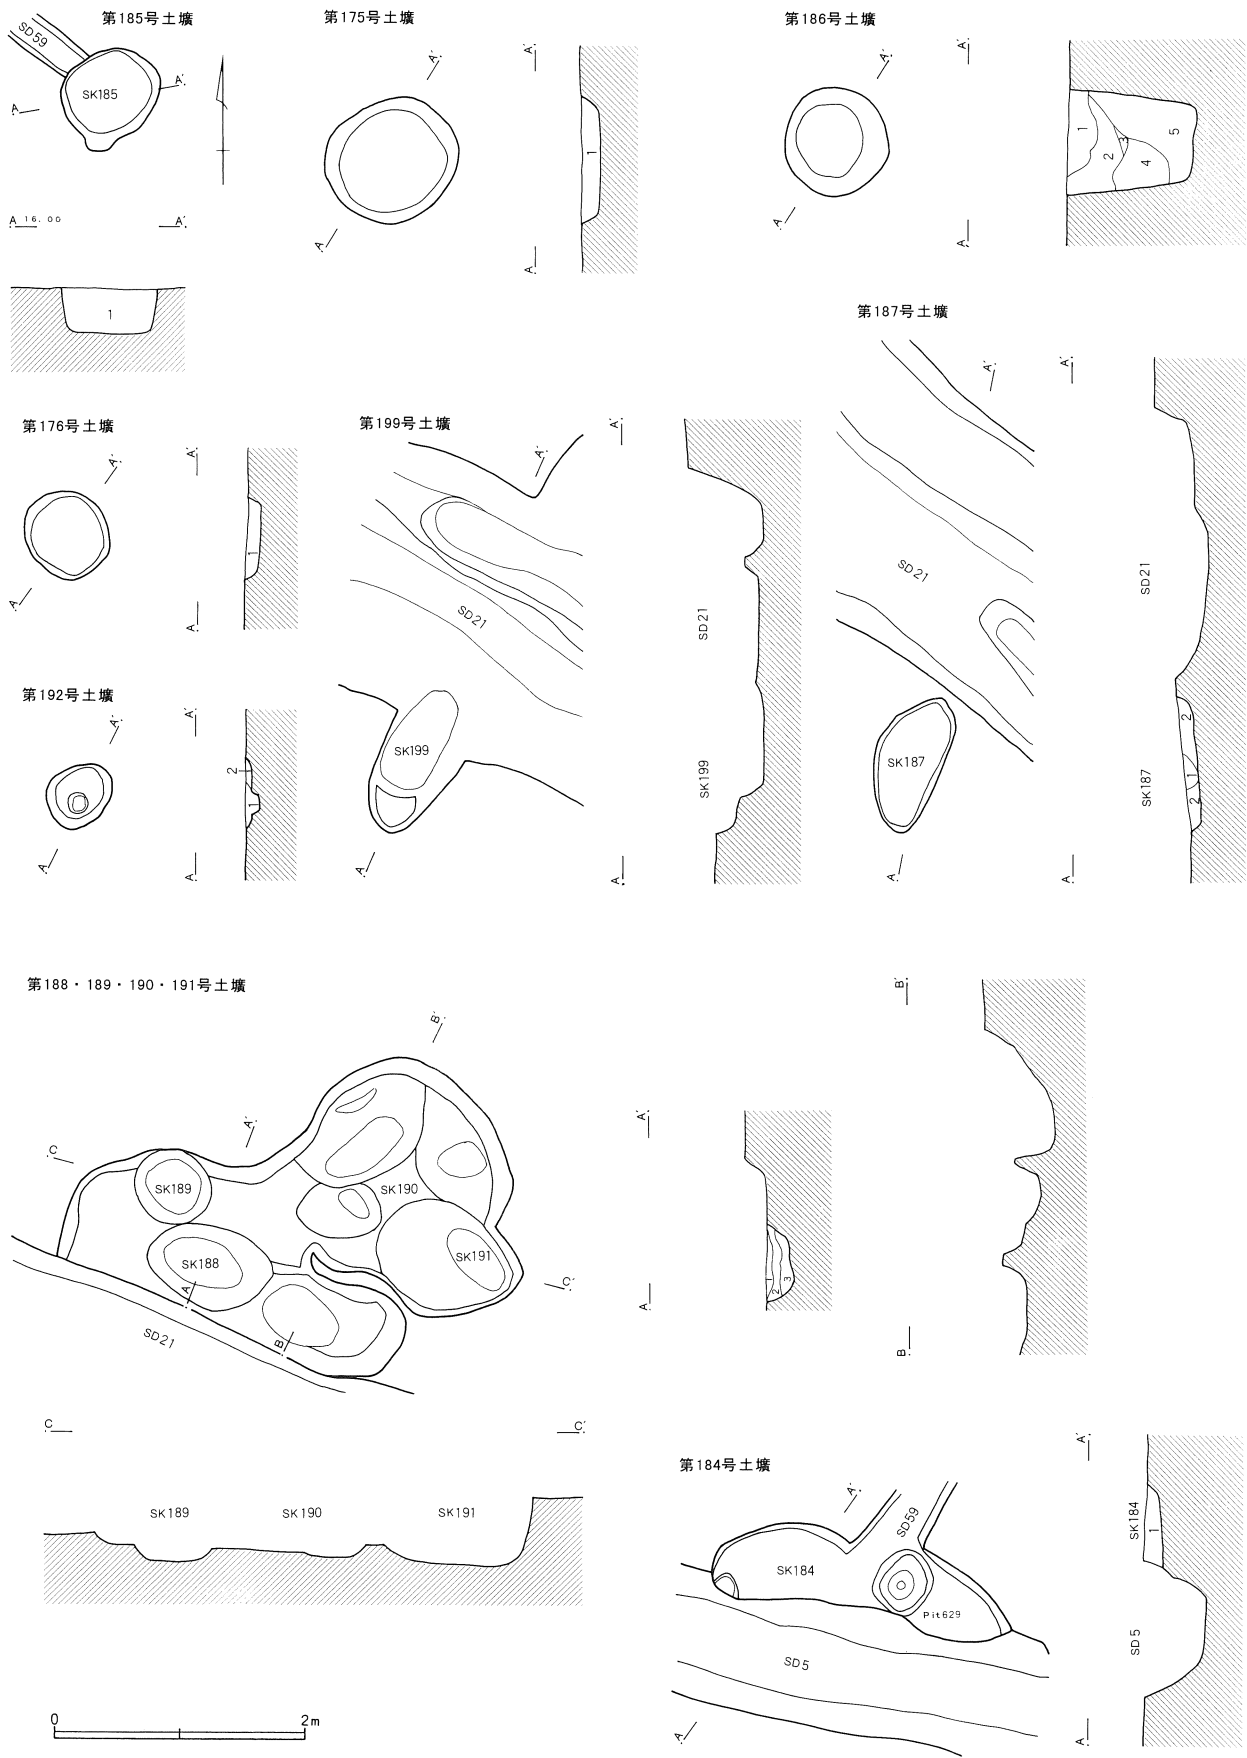 第185号土壙
SD59
SK185
A
A′
A 16.00
A′
1
第175号土壙
A′
A
A′
A
1
第186号土壙
A′
A
A′
A
1
2
3
4
5
第176号土壙
A′
A
A′
A
1
第199号土壙
A′
SD21
SK199
A
A′
SD21
SK199
A
第187号土壙
A′
SD21
SK187
A
A′
SD21
SK187
2
1
2
A
第192号土壙
A′
A
A′
A
2
1
第188・189・190・191号土壙
B′
A′
C
SK189
SK190
SK188
SK191
A
C′
SD21
B
A′
A
1
2
3
B′
B
C
C′
SK189
SK190
SK191
第184号土壙
A′
SD59
SK184
Pit629
SD5
A
A′
SK184
1
SD5
A
0
2m